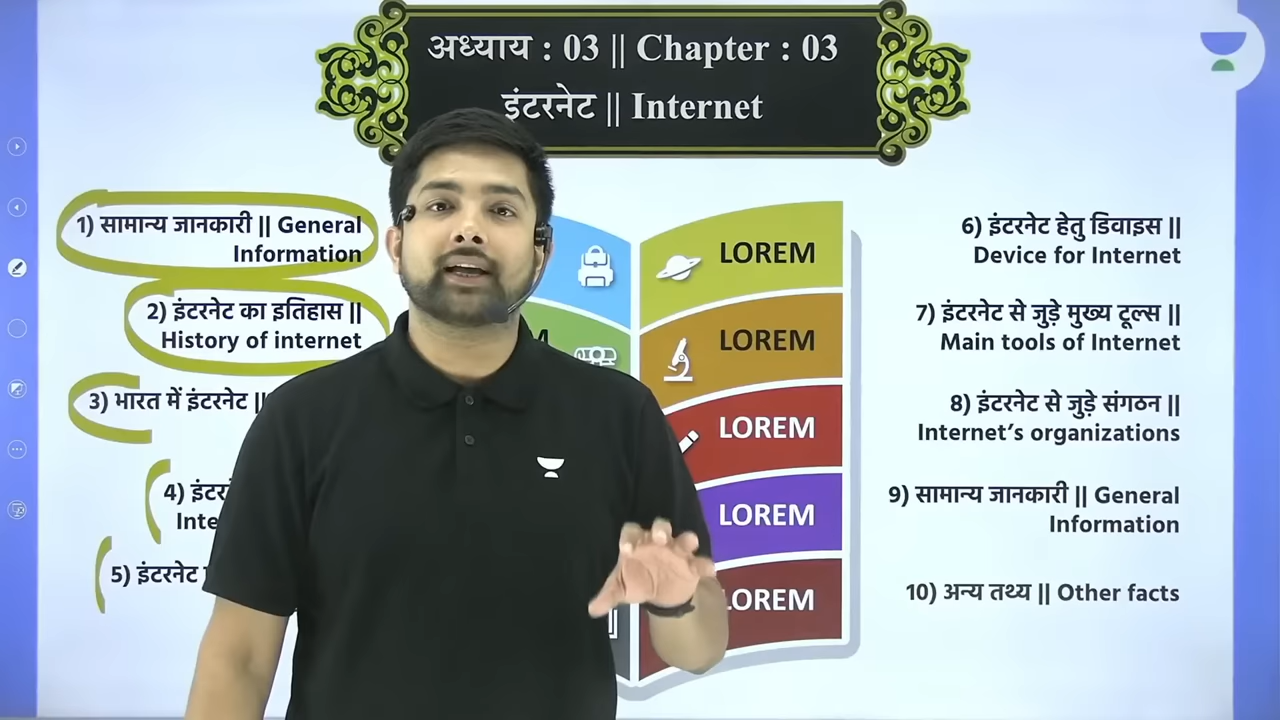 अध्याय : 03 || Chapter : 03
इंटरनेट || Internet
1) सामान्य जानकारी || General
Information
2) इंटरनेट का इतिहास ||
History of internet
3) भारत में इंटरनेट ||
4)
5) इंटरनेट
LOREM
LOREM
LOREM
LOREM
LOREM
6) इंटरनेट हेतु डिवाइस ||
Device for Internet
7) इंटरनेट से जुड़े मुख्य टूल्स ||
Main tools of Internet
8) इंटरनेट से जुड़े संगठन ||
Internet’s organizations
9) सामान्य जानकारी || General
Information
10) अन्य तथ्य || Other facts